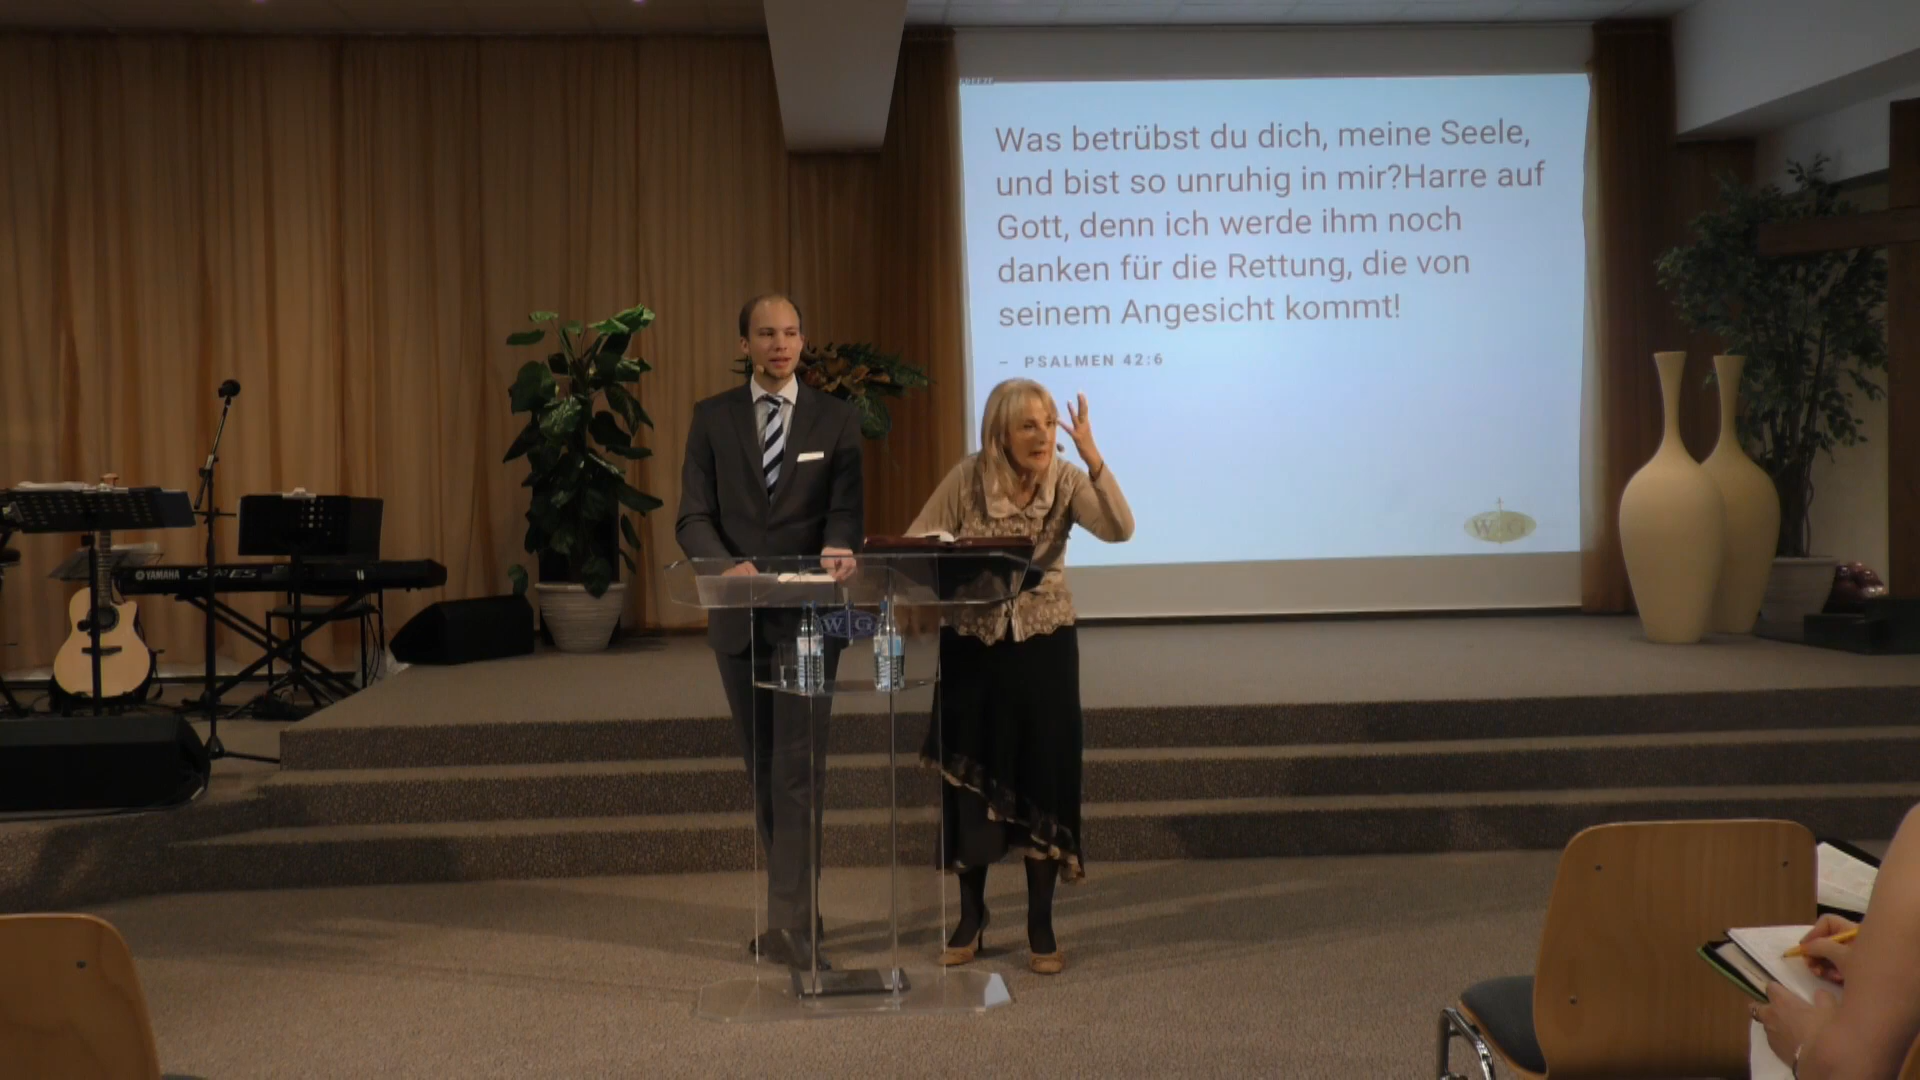 Was betrübst du dich, meine Seele,
und bist so unruhig in mir?Harre auf
Gott, denn ich werde ihm noch
danken für die Rettung, die von
seinem Angesicht kommt!
– PSALMEN 42:6
W G
W G
YAMAHA